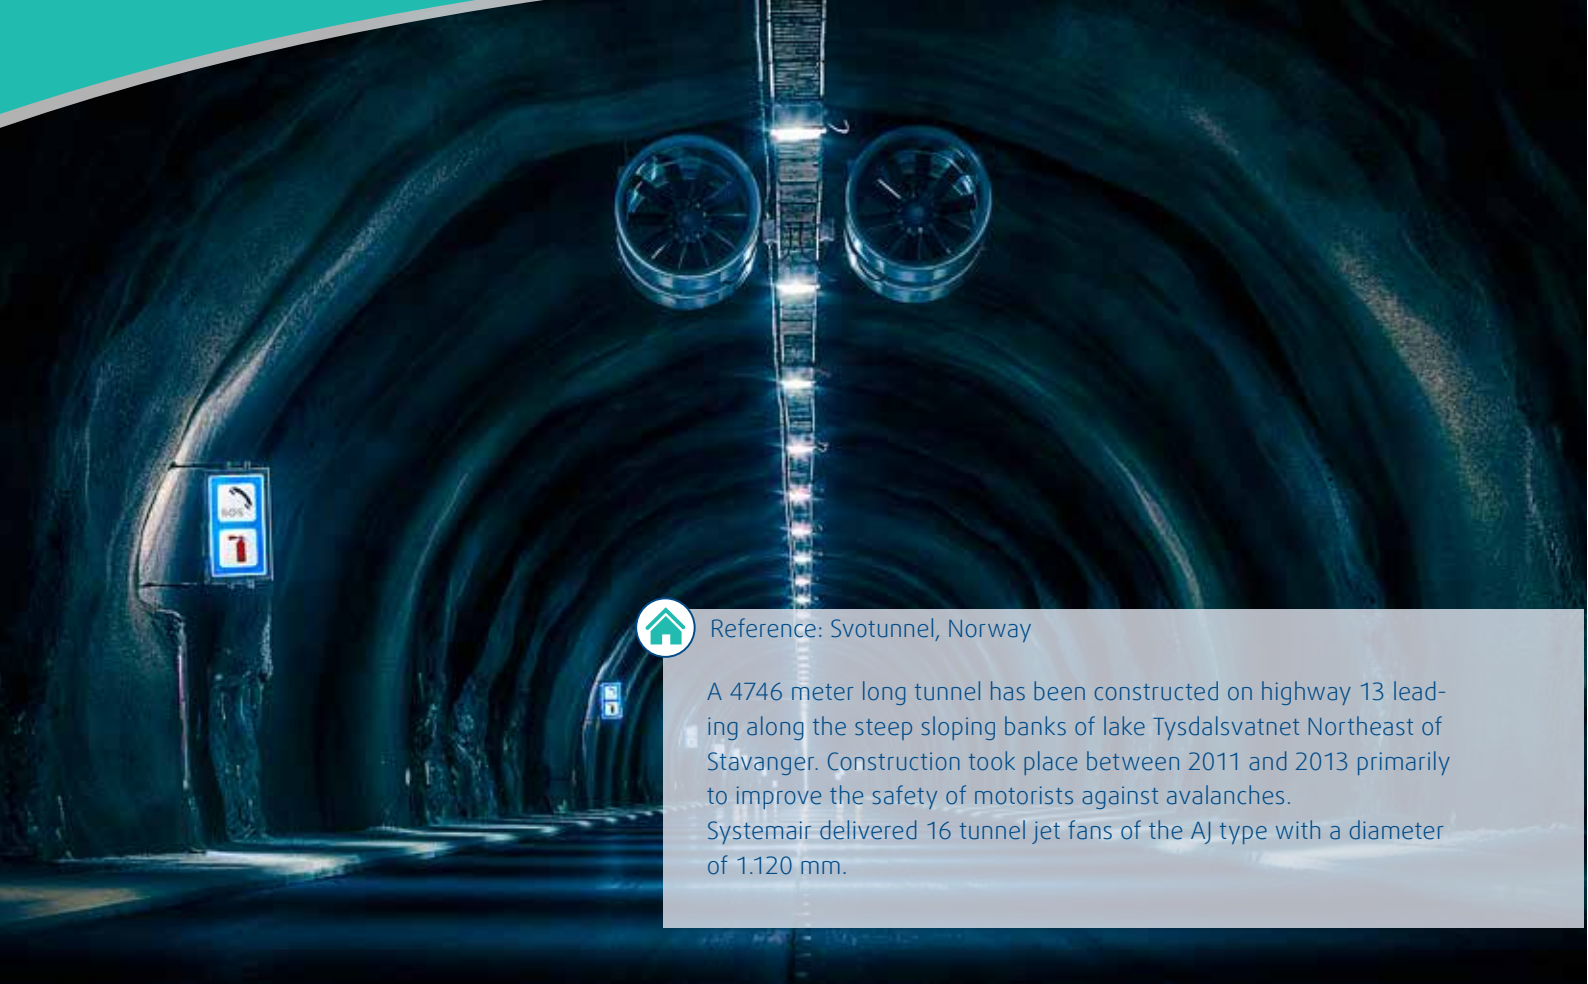 SOS
Reference: Svotunnel, Norway
A 4746 meter long tunnel has been constructed on highway 13 lead-
ing along the steep sloping banks of lake Tysdalsvatnet Northeast of
Stavanger. Construction took place between 2011 and 2013 primarily
to improve the safety of motorists against avalanches.
Systemair delivered 16 tunnel jet fans of the AJ type with a diameter
of 1.120 mm.